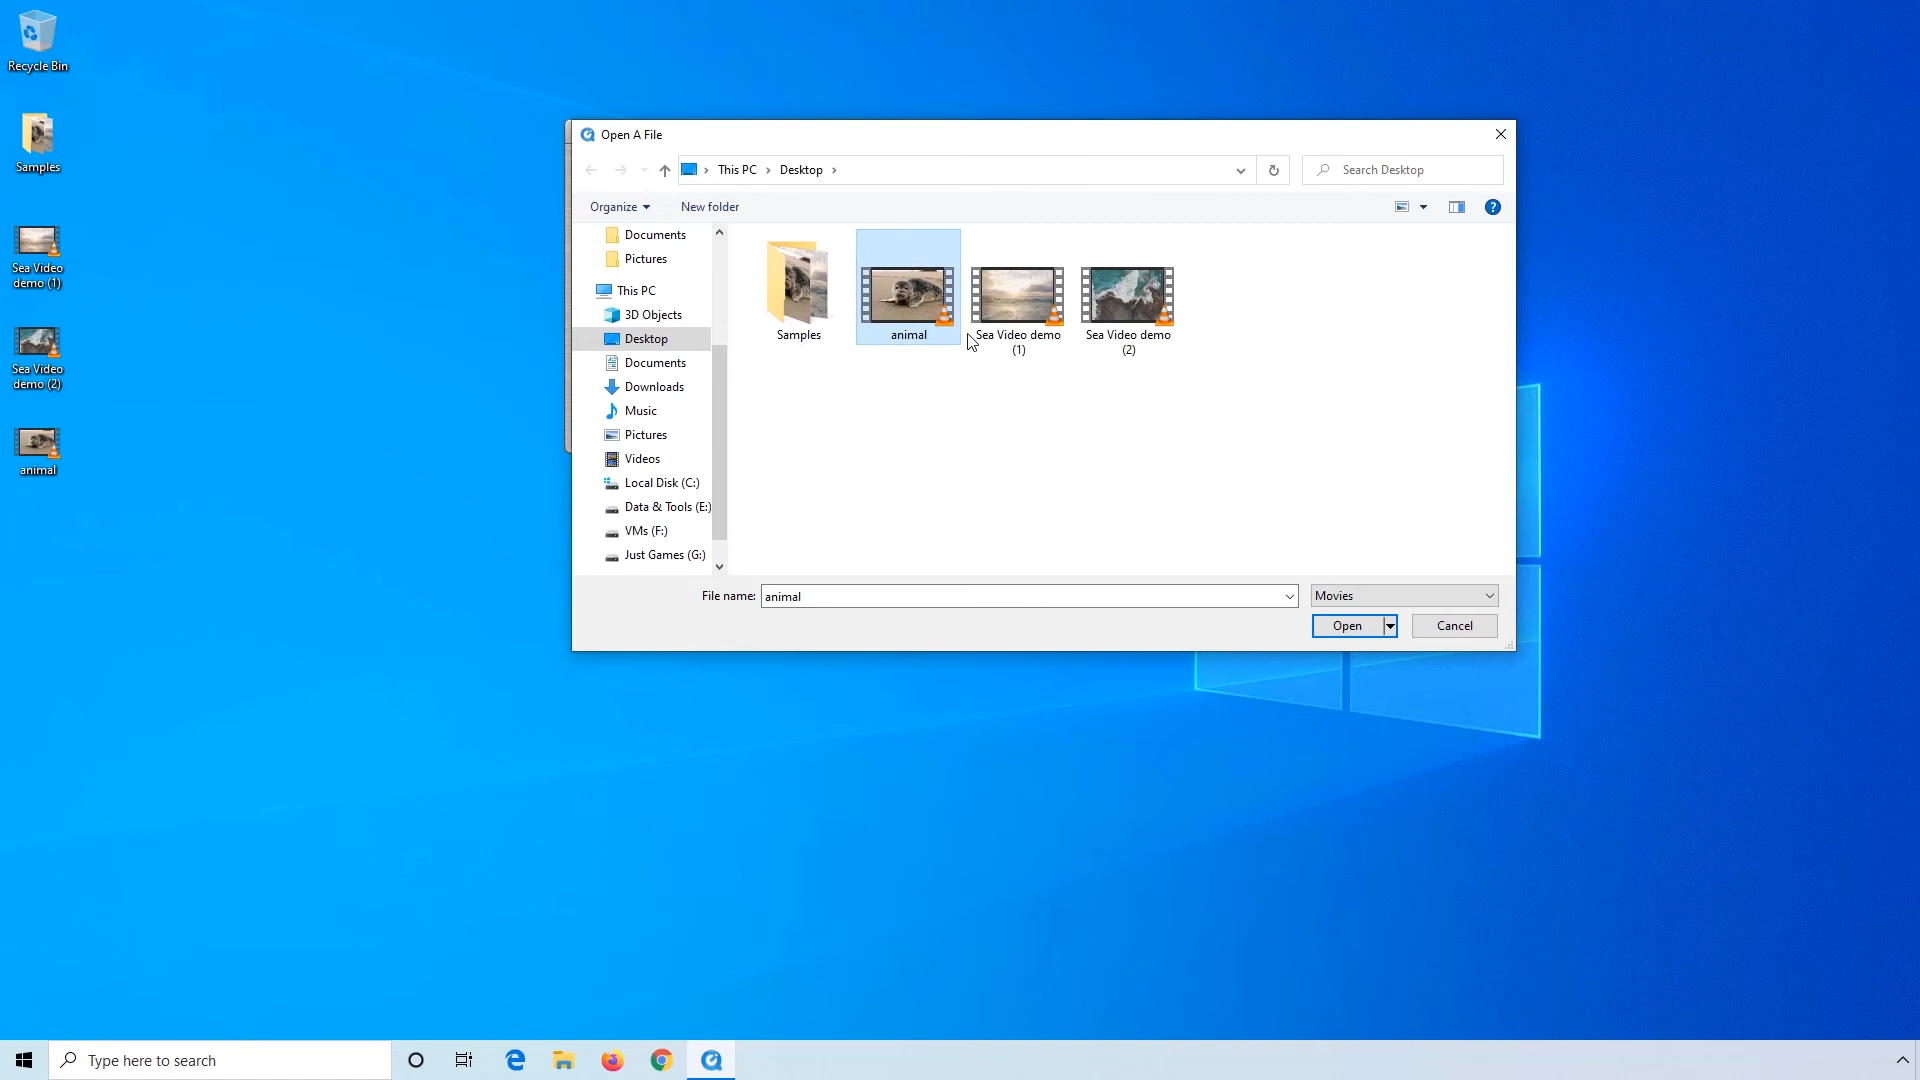 Recycle Bin
Samples
Sea Video
demo (1)
Sea Video
demo (2)
animal
Open A File
This PC
Desktop
Search Desktop
Organize
New folder
Documents
Pictures
This PC
3D Objects
Desktop
Documents
Downloads
Music
Pictures
Videos
Local Disk (C:)
Data & Tools (E:)
VMs (F:)
Just Games (G:)
Samples
animal
Sea Video demo
(1)
Sea Video demo
(2)
File name:
animal
Movies
Open
Cancel
Type here to search